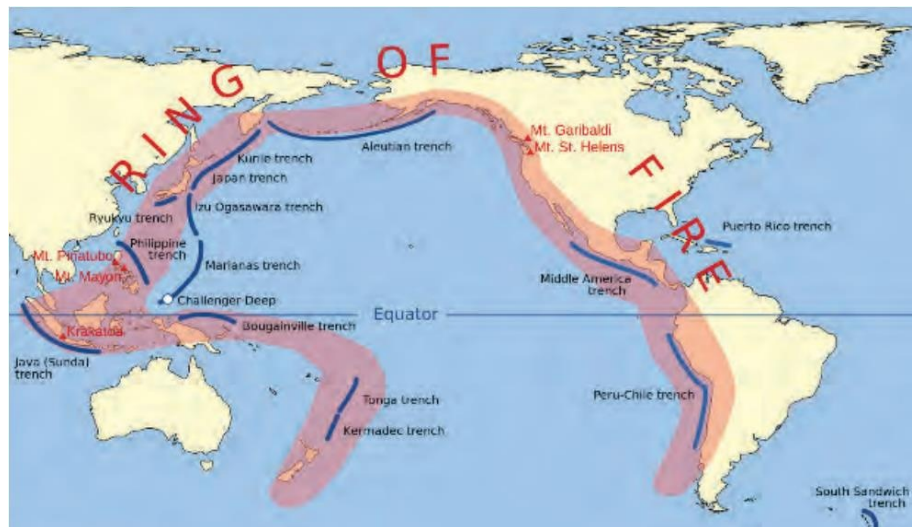 RING OF FIRE
Mt. Garibaldi
Mt. St. Helens
Kurile trench
Aleutian trench
Japan trench
Izu Ogasawara
trench
Ryukyu trench
Puerto Rico trench
Philippine
trench
Mt. Pinatubo
Mt. Mayon
Marianas trench
Middle America
trench
Challenger Deep
Equator
Bougainville trench
Krakatoa
Java (Sunda)
trench
Tonga trench
Peru-Chile trench
Kermadec trench
South Sandwich
trench